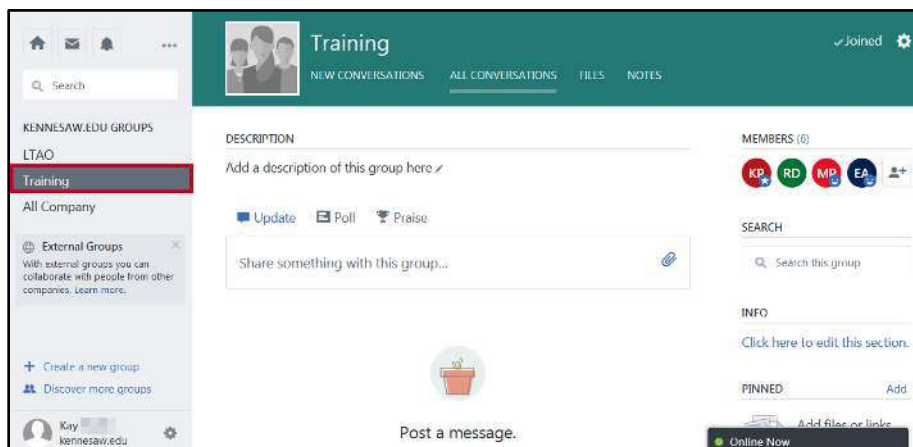 Search
KENNESAW.EDU GROUPS
LTAO
Training
All Company
External Groups
With external groups you can
collaborate with people from other
companies. Learn more.
+ Create a new group
Discover more groups
Kay
kennesaw.edu
Training
Joined
NEW CONVERSATIONS ALL CONVERSATIONS FILES NOTES
DESCRIPTION
Add a description of this group here
Update Poll Praise
Share something with this group...
Post a message.
MEMBERS (6)
KP RD MP EA
SEARCH
Search this group
INFO
Click here to edit this section.
PINNED Add
Add files or links
Online Now